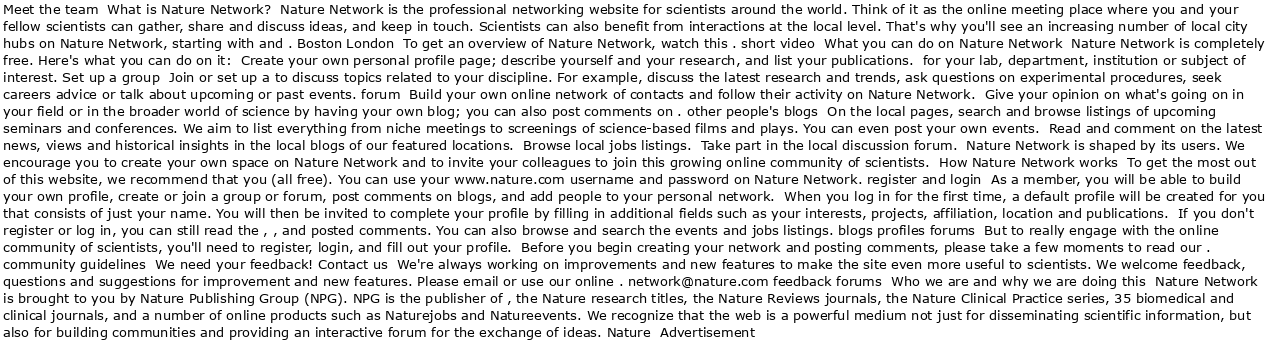 Meet the team  What is Nature Network?  Nature Network is the professional networking website for scientists around the world. Think of it as the online meeting place where you and your
fellow scientists can gather, share and discuss ideas, and keep in touch. Scientists can also benefit from interactions at the local level. That's why you'll see an increasing number of local city
hubs on Nature Network, starting with and . Boston London  To get an overview of Nature Network, watch this . short video  What you can do on Nature Network  Nature Network is completely
free. Here's what you can do on it:  Create your own personal profile page; describe yourself and your research, and list your publications.  for your lab, department, institution or subject of
interest. Set up a group  Join or set up a to discuss topics related to your discipline. For example, discuss the latest research and trends, ask questions on experimental procedures, seek
careers advice or talk about upcoming or past events. forum  Build your own online network of contacts and follow their activity on Nature Network.  Give your opinion on what's going on in
your field or in the broader world of science by having your own blog; you can also post comments on . other people's blogs  On the local pages, search and browse listings of upcoming
seminars and conferences. We aim to list everything from niche meetings to screenings of science-based films and plays. You can even post your own events.  Read and comment on the latest
news, views and historical insights in the local blogs of our featured locations.  Browse local jobs listings.  Take part in the local discussion forum.  Nature Network is shaped by its users. We
encourage you to create your own space on Nature Network and to invite your colleagues to join this growing online community of scientists.  How Nature Network works  To get the most out
of this website, we recommend that you (all free). You can use your www.nature.com username and password on Nature Network. register and login  As a member, you will be able to build
your own profile, create or join a group or forum, post comments on blogs, and add people to your personal network.  When you log in for the first time, a default profile will be created for you
that consists of just your name. You will then be invited to complete your profile by filling in additional fields such as your interests, projects, affiliation, location and publications.  If you don't
register or log in, you can still read the , , and posted comments. You can also browse and search the events and jobs listings. blogs profiles forums  But to really engage with the online
community of scientists, you'll need to register, login, and fill out your profile.  Before you begin creating your network and posting comments, please take a few moments to read our .
community guidelines  We need your feedback! Contact us  We're always working on improvements and new features to make the site even more useful to scientists. We welcome feedback,
questions and suggestions for improvement and new features. Please email or use our online . network@nature.com feedback forums  Who we are and why we are doing this  Nature Network
is brought to you by Nature Publishing Group (NPG). NPG is the publisher of , the Nature research titles, the Nature Reviews journals, the Nature Clinical Practice series, 35 biomedical and
clinical journals, and a number of online products such as Naturejobs and Natureevents. We recognize that the web is a powerful medium not just for disseminating scientific information, but
also for building communities and providing an interactive forum for the exchange of ideas. Nature  Advertisement